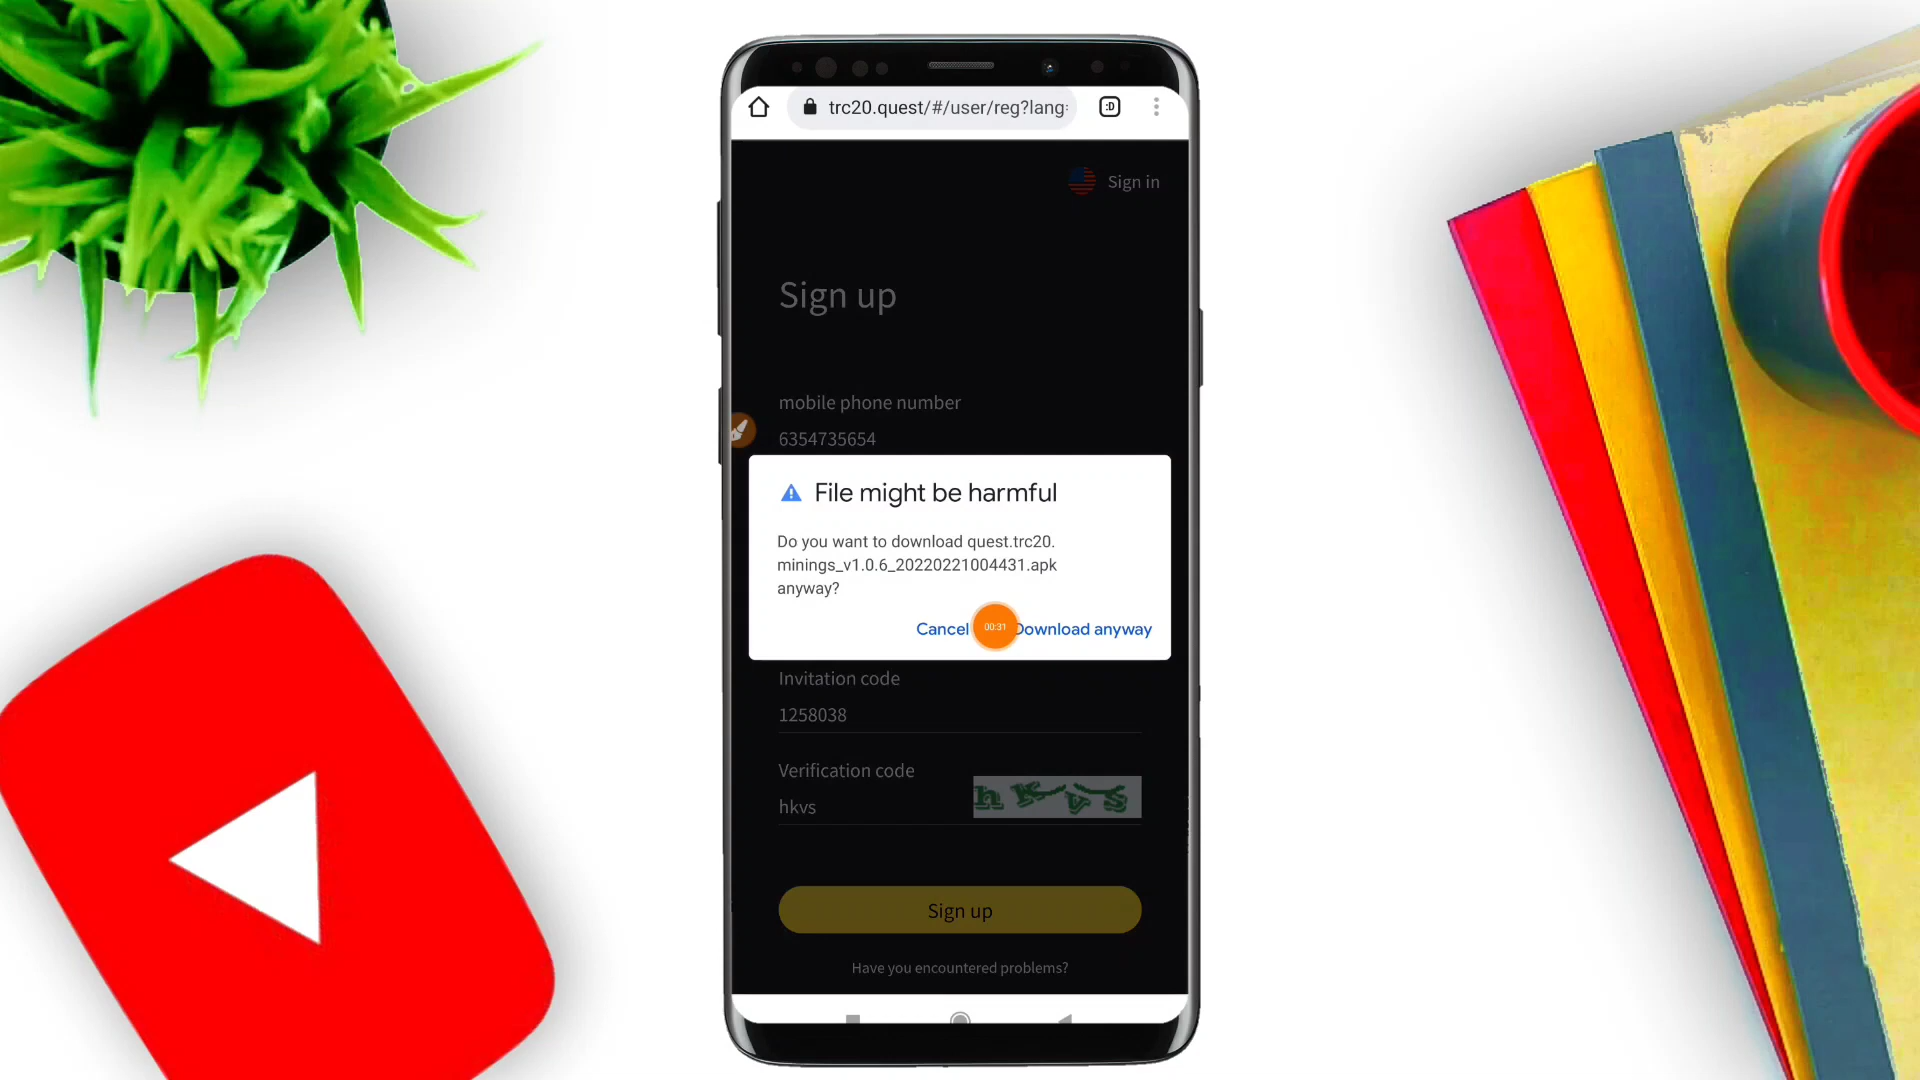 trc20.quest/#/user/reg?lang=
:D
Sign in
Sign up
mobile phone number
6354735654
File might be harmful
Do you want to download quest.trc20.
minings_v1.0.6_20220221004431.apk
anyway?
Cancel
00:31
Download anyway
Invitation code
1258038
Verification code
hkvs
h K v S
Sign up
Have you encountered problems?